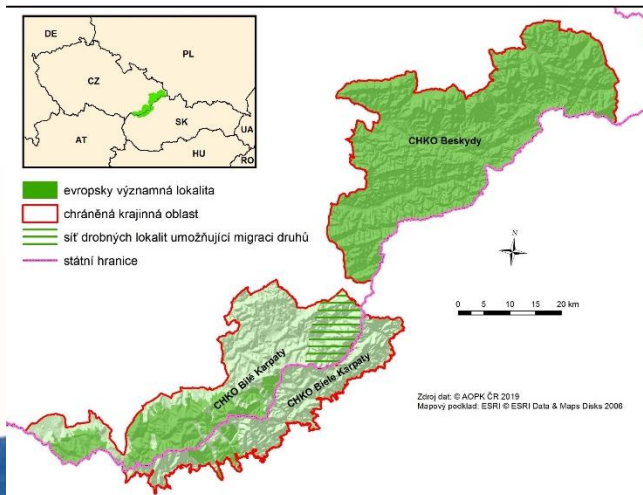 DE
PL
CZ
SK
UA
AT
HU
RO
evropsky významná lokalita
chráněná krajinná oblast
síť drobných lokalit umožňující migraci druhů
státní hranice
CHKO Beskydy
N
0 5 10 20 km
CHKO Bílé Karpaty
CHKO Biele Karpaty
Zdroj dat: © AOPK ČR 2019
Mapový podklad: ESRI © ESRI Data & Maps Disks 2006